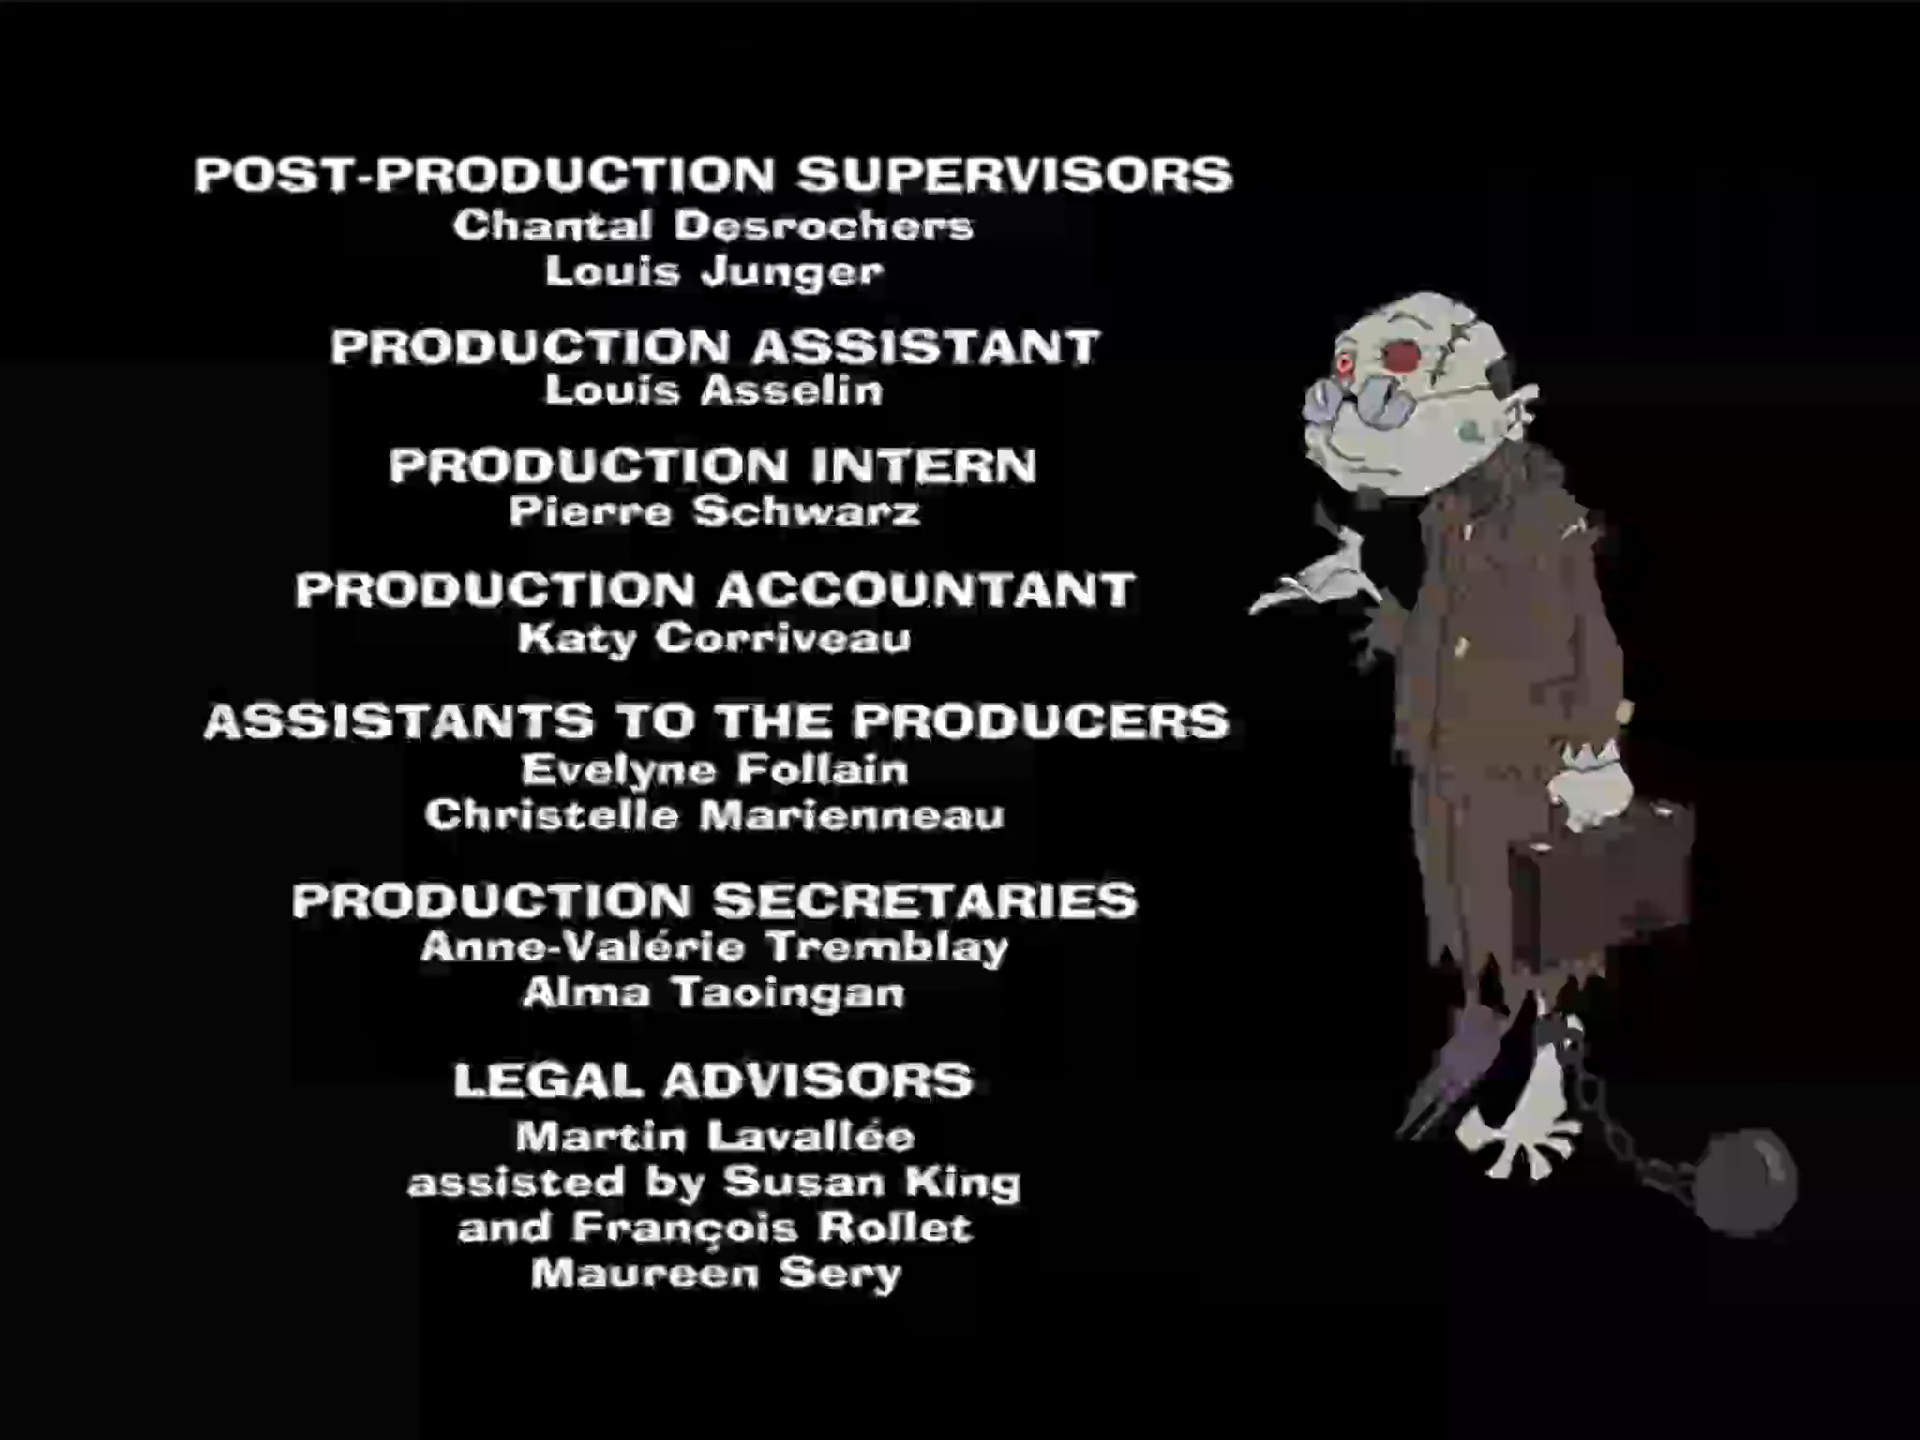 POST-PRODUCTION SUPERVISORS
Chantal Desrochers
Louis Junger
PRODUCTION ASSISTANT
Louis Asselin
PRODUCTION INTERN
Pierre Schwarz
PRODUCTION ACCOUNTANT
Katy Corriveau
ASSISTANTS TO THE PRODUCERS
Evelyne Follain
Christelle Marienneau
PRODUCTION SECRETARIES
Anne-Valérie Tremblay
Alma Taoingan
LEGAL ADVISORS
Martin Lavallée
assisted by Susan King
and François Rollet
Maureen Sery